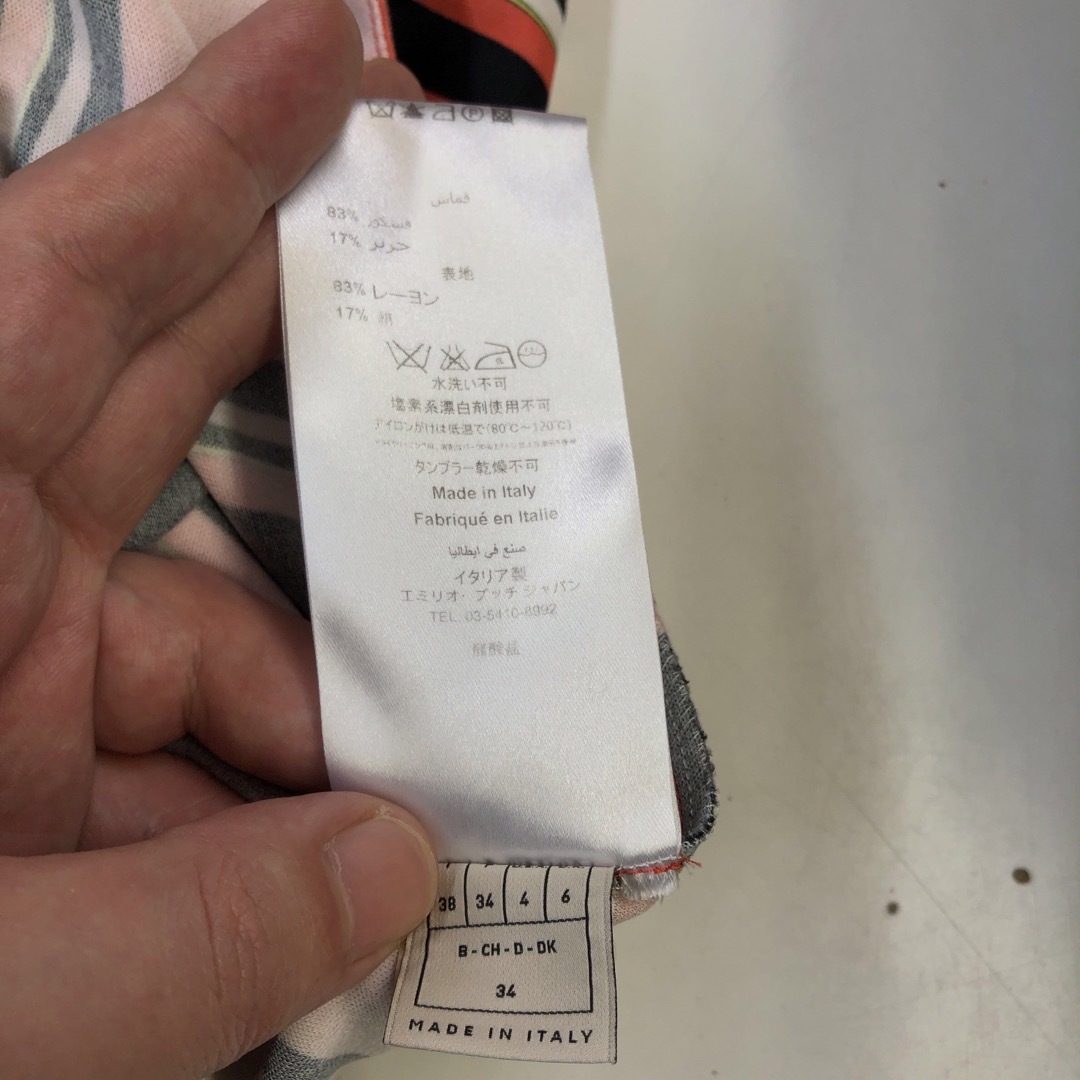 قماش
83% فسكوز
17% حرير
表地
83% レーヨン
17% 絹
水洗い不可
塩素系漂白剤使用不可
アイロンがけは低温で(80℃~120℃)
タンブラー乾燥不可
Made in Italy
Fabriqué en Italie
صنع في ايطاليا
イタリア製
エミリオ・プッチ ジャパン
TEL. 03-5410-8992
38 34 4 6
B-CH-D-DK
34
MADE IN ITALY